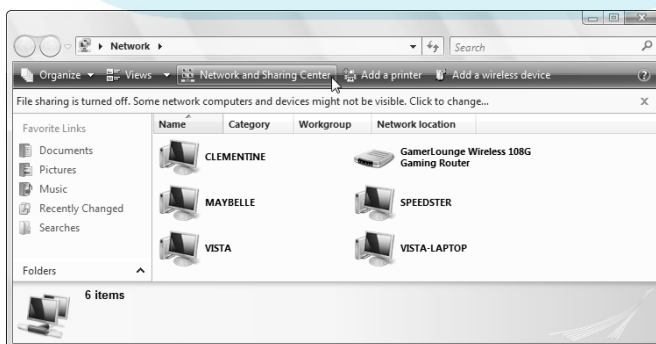 Network
Search
Organize Views Network and Sharing Center Add a printer Add a wireless device
File sharing is turned off. Some network computers and devices might not be visible. Click to change...
Favorite Links
Documents
Pictures
Music
Recently Changed
Searches
Folders
Name Category Workgroup Network location
CLEMENTINE
GamerLounge Wireless 108G
Gaming Router
MAYBELLE
SPEEDSTER
VISTA
VISTA-LAPTOP
6 items